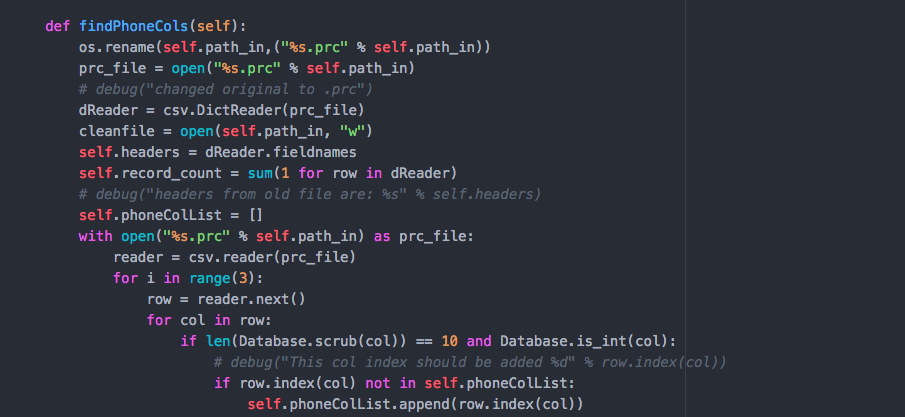 def findPhoneCols(self):
    os.rename(self.path_in,("%s.prc" % self.path_in))
    prc_file = open("%s.prc" % self.path_in)
    # debug("changed original to .prc")
    dReader = csv.DictReader(prc_file)
    cleanfile = open(self.path_in, "w")
    self.headers = dReader.fieldnames
    self.record_count = sum(1 for row in dReader)
    # debug("headers from old file are: %s" % self.headers)
    self.phoneColList = []
    with open("%s.prc" % self.path_in) as prc_file:
        reader = csv.reader(prc_file)
        for i in range(3):
            row = reader.next()
            for col in row:
                if len(Database.scrub(col)) == 10 and Database.is_int(col):
                    # debug("This col index should be added %d" % row.index(col))
                    if row.index(col) not in self.phoneColList:
                        self.phoneColList.append(row.index(col))